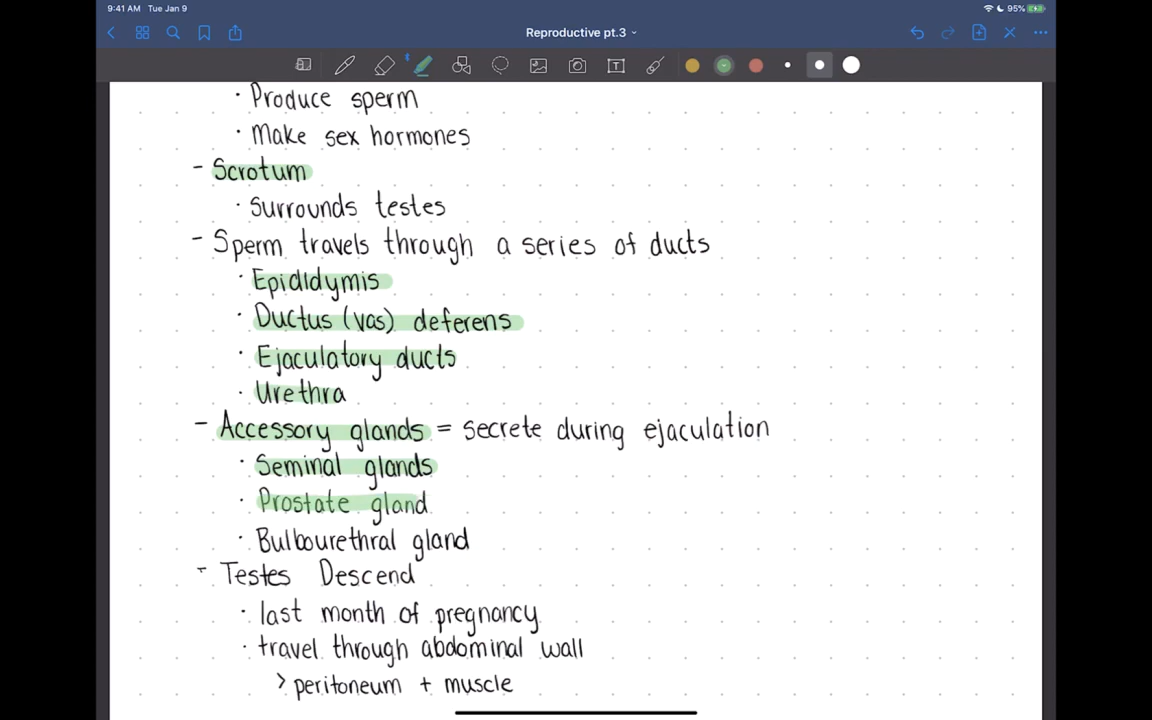 9:41 AM Tue Jan 9
95%
Reproductive pt.3
· Produce sperm
· Make sex hormones
- Scrotum
· Surrounds testes
- Sperm travels through a series of ducts
· Epididymis
· Ductus (vas) deferens
· Ejaculatory ducts
· Urethra
- Accessory glands = secrete during ejaculation
· Seminal glands
· Prostate gland
· Bulbourethral gland
- Testes Descend
· last month of pregnancy
· travel through abdominal wall
> peritoneum + muscle